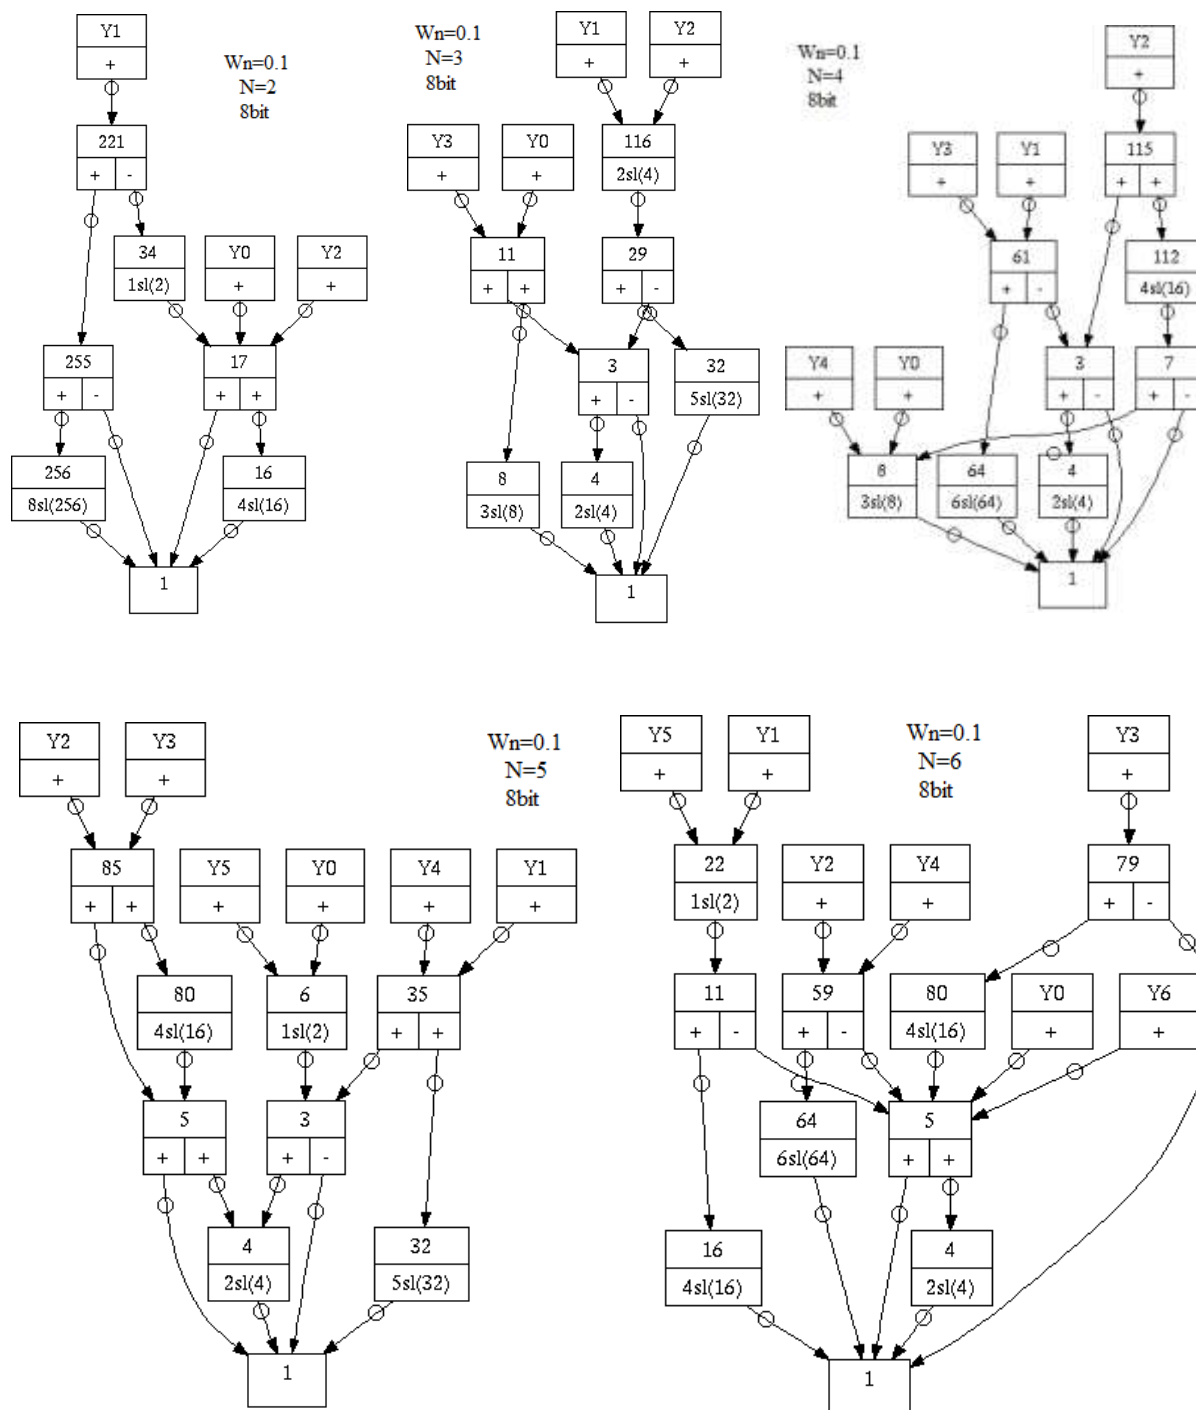 Y1
+
Wn=0.1
N=2
8bit
221
+ -
34
1sl(2)
Y0
+
Y2
+
255
+ -
17
+ +
256
8sl(256)
16
4sl(16)
1
Wn=0.1
N=3
8bit
Y1
+
Y2
+
Y3
+
Y0
+
116
2sl(4)
11
+ +
29
+ -
3
+ -
32
5sl(32)
8
3sl(8)
4
2sl(4)
1
Wn=0.1
N=4
8bit
Y2
+
Y3
+
Y1
+
115
+ +
61
+ -
112
4sl(16)
Y4
+
Y0
+
3
+ -
7
+ -
8
3sl(8)
64
6sl(64)
4
2sl(4)
1
Y2
+
Y3
+
Wn=0.1
N=5
8bit
85
+ +
Y5
+
Y0
+
Y4
+
Y1
+
80
4sl(16)
6
1sl(2)
35
+ +
5
+ +
3
+ -
4
2sl(4)
32
5sl(32)
1
Y5
+
Y1
+
Wn=0.1
N=6
8bit
Y3
+
22
1sl(2)
Y2
+
Y4
+
79
+ -
11
+ -
59
+ -
80
4sl(16)
Y0
+
Y6
+
64
6sl(64)
5
+ +
16
4sl(16)
4
2sl(4)
1